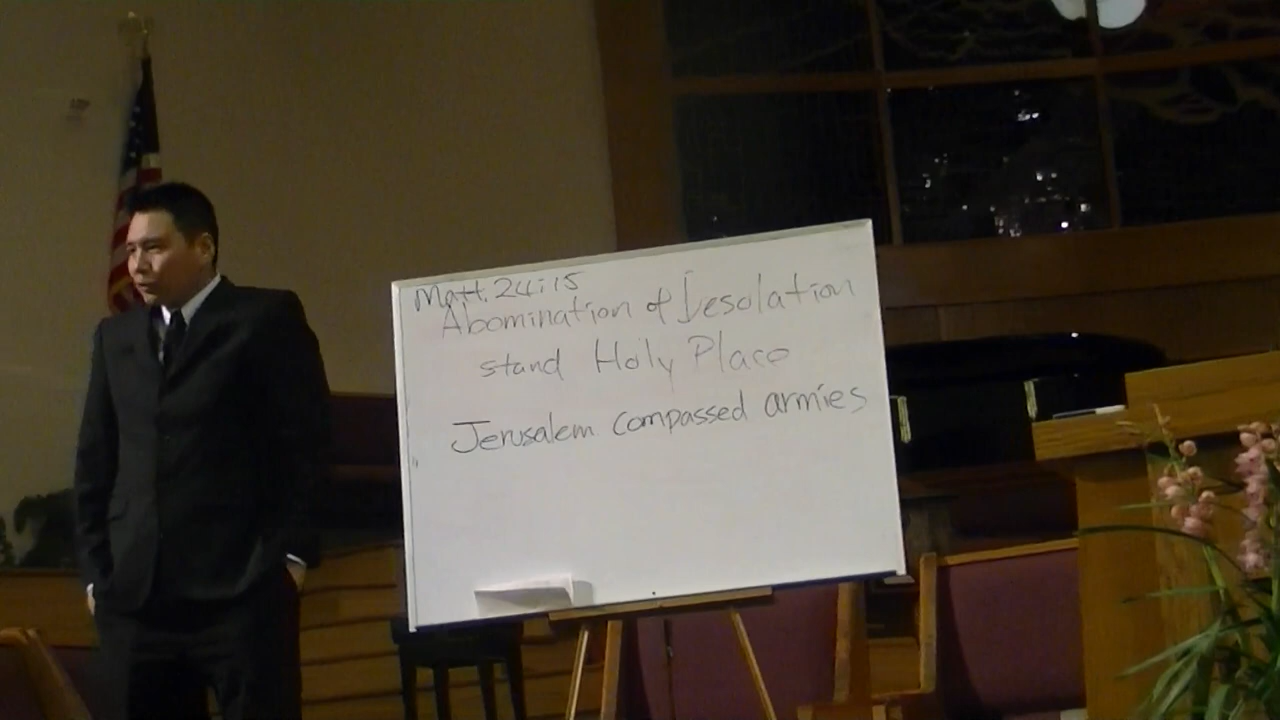 Matt. 24:15
Abomination of Desolation
stand Holy Place
Jerusalem compassed armies